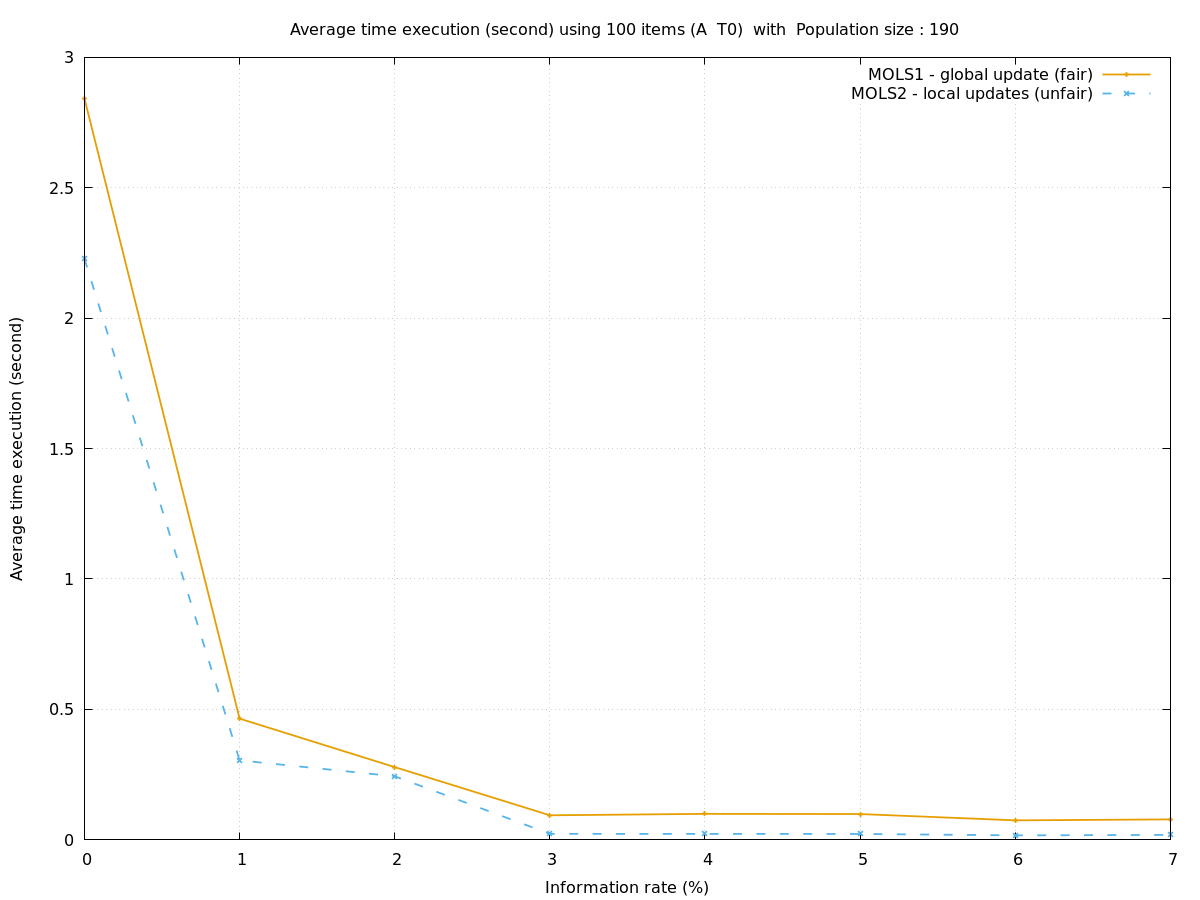 Average time execution (second) using 100 items (A  T0)  with  Population size : 190
MOLS1 - global update (fair)
MOLS2 - local updates (unfair)
Average time execution (second)
3
2.5
2
1.5
1
0.5
0
0 1 2 3 4 5 6 7
Information rate (%)